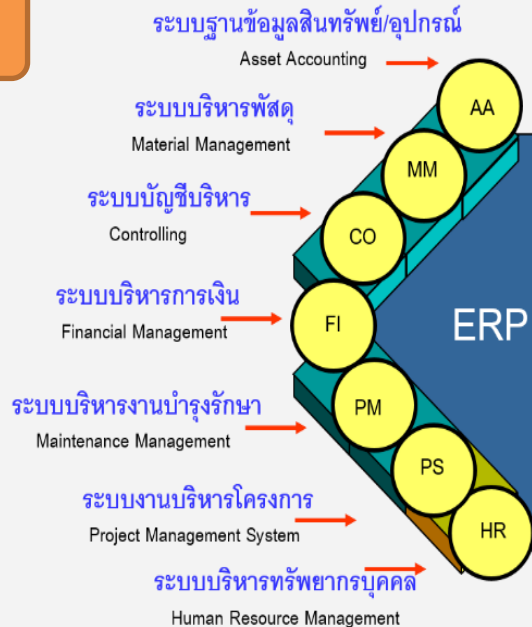 ระบบฐานข้อมูลสินทรัพย์/อุปกรณ์
Asset Accounting
AA
ระบบบริหารพัสดุ
Material Management
MM
ระบบบัญชีบริหาร
Controlling
CO
ระบบบริหารการเงิน
Financial Management
FI
ERP
ระบบบริหารงานบำรุงรักษา
Maintenance Management
PM
ระบบงานบริหารโครงการ
Project Management System
PS
ระบบบริหารทรัพยากรบุคคล
Human Resource Management
HR